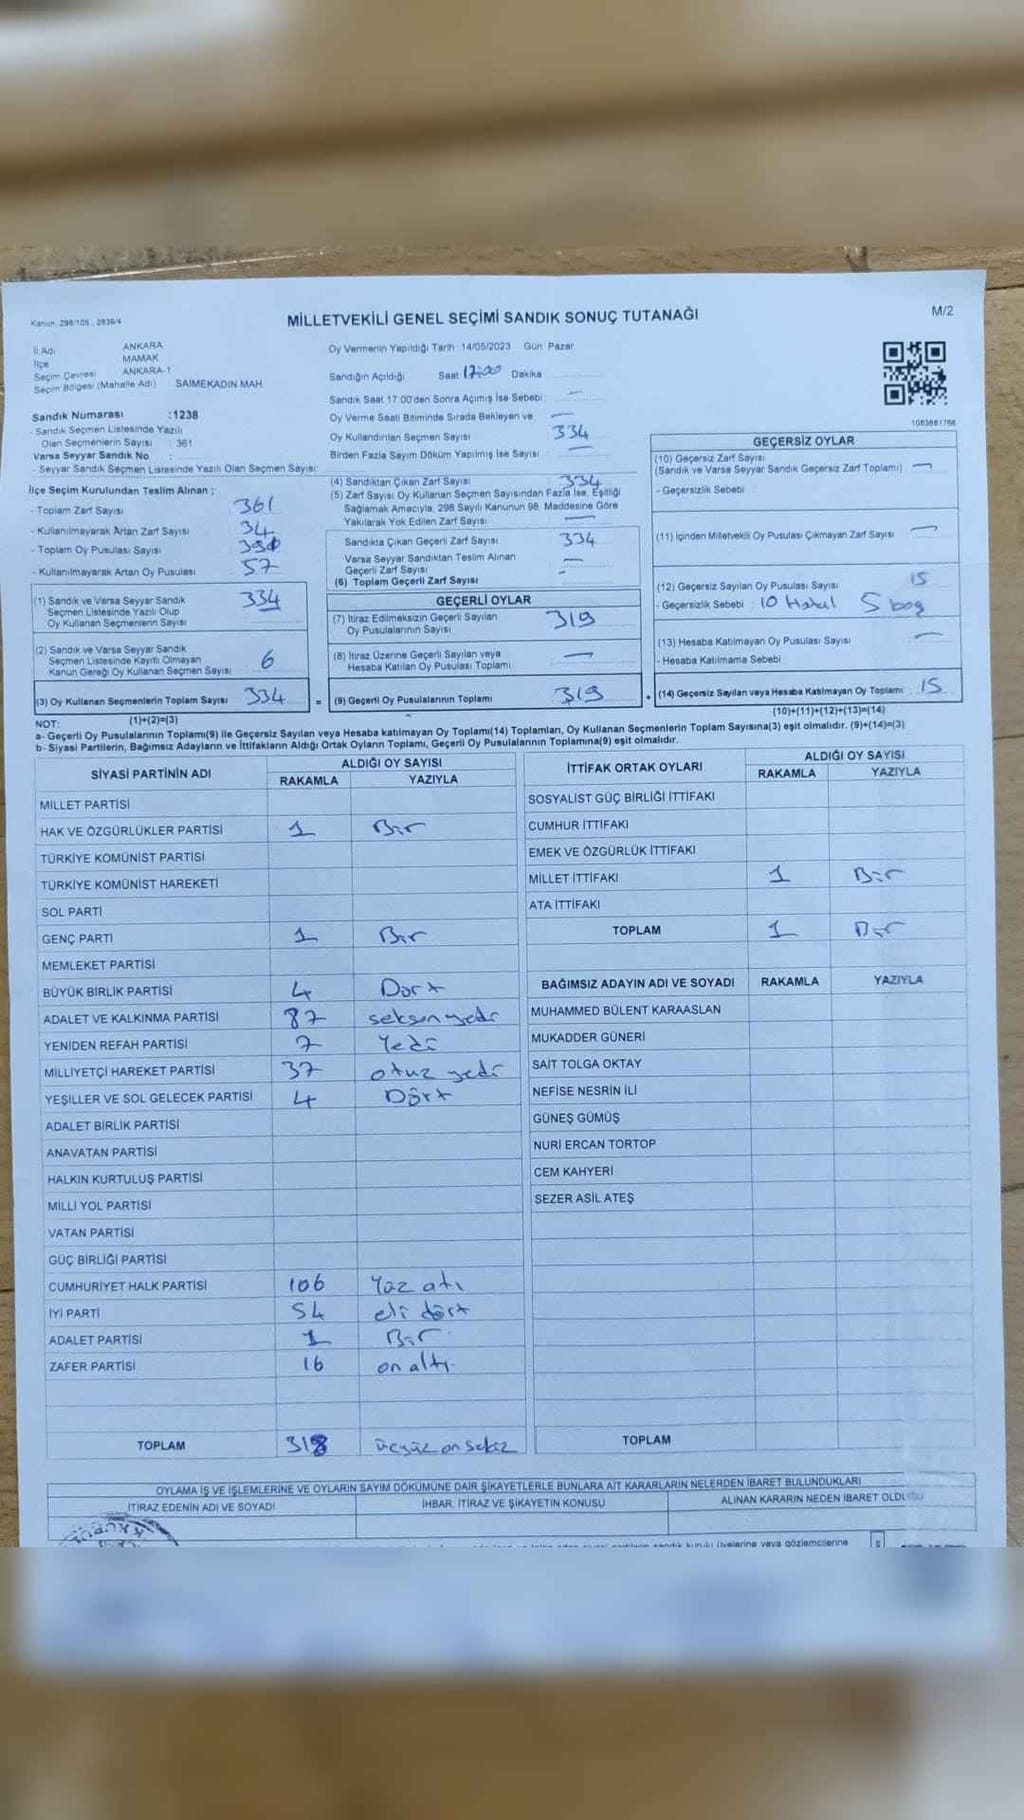 Kanun: 298/105 , 2839/4
MİLLETVEKİLİ GENEL SEÇİMİ SANDIK SONUÇ TUTANAĞI
M/2
İl Adı ANKARA
İlçe MAMAK
Seçim Çevresi ANKARA-1
Seçim Bölgesi (Mahalle Adı) SAİMEKADIN MAH.
Sandık Numarası :1238
- Sandık Seçmen Listesinde Yazılı
Olan Seçmenlerin Sayısı : 361
Varsa Seyyar Sandık No :
- Seyyar Sandık Seçmen Listesinde Yazılı Olan Seçmen Sayısı:
İlçe Seçim Kurulundan Teslim Alınan ;
- Toplam Zarf Sayısı 361
- Kullanılmayarak Artan Zarf Sayısı 34
- Toplam Oy Pusulası Sayısı
- Kullanılmayarak Artan Oy Pusulası 57
(1) Sandık ve Varsa Seyyar Sandık
Seçmen Listesinde Yazılı Olup
Oy Kullanan Seçmenlerin Sayısı 334
(2) Sandık ve Varsa Seyyar Sandık
Seçmen Listesinde Kayıtlı Olmayan
Kanun Gereği Oy Kullanan Seçmen Sayısı 6
(3) Oy Kullanan Seçmenlerin Toplam Sayısı 334 =
(1)+(2)=(3)
Oy Vermenin Yapıldığı Tarih :14/05/2023 Gün: Pazar
Sandığın Açıldığı Saat 17:00 Dakika
Sandık Saat 17:00'den Sonra Açılmış İse Sebebi : —
Oy Verme Saati Bitiminde Sırada Bekleyen ve —
Oy Kullandırılan Seçmen Sayısı 334
Birden Fazla Sayım Döküm Yapılmış İse Sayısı —
(4) Sandıktan Çıkan Zarf Sayısı 334
(5) Zarf Sayısı Oy Kullanan Seçmen Sayısından Fazla İse, Eşitliği
Sağlamak Amacıyla, 298 Sayılı Kanunun 98. Maddesine Göre
Yakılarak Yok Edilen Zarf Sayısı —
Sandıkta Çıkan Geçerli Zarf Sayısı 334
Varsa Seyyar Sandıktan Teslim Alınan
Geçerli Zarf Sayısı —
(6) Toplam Geçerli Zarf Sayısı
GEÇERLİ OYLAR
(7) İtiraz Edilmeksizin Geçerli Sayılan
Oy Pusulalarının Sayısı 319
(8) İtiraz Üzerine Geçerli Sayılan veya
Hesaba Katılan Oy Pusulası Toplamı —
(9) Geçerli Oy Pusulalarının Toplamı 319 +
1083661766
GEÇERSİZ OYLAR
(10) Geçersiz Zarf Sayısı
(Sandık ve Varsa Seyyar Sandık Geçersiz Zarf Toplamı) —
- Geçersizlik Sebebi :
(11) İçinden Milletvekili Oy Pusulası Çıkmayan Zarf Sayısı —
(12) Geçersiz Sayılan Oy Pusulası Sayısı 15
- Geçersizlik Sebebi : 10 Hatal 5 boş
(13) Hesaba Katılmayan Oy Pusulası Sayısı —
- Hesaba Katılmama Sebebi
(14) Geçersiz Sayılan veya Hesaba Katılmayan Oy Toplamı : 15
(10)+(11)+(12)+(13)=(14)
NOT:
a- Geçerli Oy Pusulalarının Toplamı(9) ile Geçersiz Sayılan veya Hesaba katılmayan Oy Toplamı(14) Toplamları, Oy Kullanan Seçmenlerin Toplam Sayısına(3) eşit olmalıdır. (9)+(14)=(3)
b- Siyasi Partilerin, Bağımsız Adayların ve İttifakların Aldığı Ortak Oyların Toplamı, Geçerli Oy Pusulalarının Toplamına(9) eşit olmalıdır.
SİYASİ PARTİNİN ADI ALDIĞI OY SAYISI
RAKAMLA YAZIYLA
MİLLET PARTİSİ
HAK VE ÖZGÜRLÜKLER PARTİSİ 1 Bir
TÜRKİYE KOMÜNİST PARTİSİ
TÜRKİYE KOMÜNİST HAREKETİ
SOL PARTİ
GENÇ PARTİ 1 Bir
MEMLEKET PARTİSİ
BÜYÜK BİRLİK PARTİSİ 4 Dört
ADALET VE KALKINMA PARTİSİ 87 seksen yedi
YENİDEN REFAH PARTİSİ 7 Yedi
MİLLİYETÇİ HAREKET PARTİSİ 37 otuz yedi
YEŞİLLER VE SOL GELECEK PARTİSİ 4 Dört
ADALET BİRLİK PARTİSİ
ANAVATAN PARTİSİ
HALKIN KURTULUŞ PARTİSİ
MİLLİ YOL PARTİSİ
VATAN PARTİSİ
GÜÇ BİRLİĞİ PARTİSİ
CUMHURİYET HALK PARTİSİ 106 Yüz atı
İYİ PARTİ 54 eli dört
ADALET PARTİSİ 1 Bir
ZAFER PARTİSİ 16 on altı
TOPLAM 318 üçyüz on sekiz
İTTİFAK ORTAK OYLARI ALDIĞI OY SAYISI
RAKAMLA YAZIYLA
SOSYALİST GÜÇ BİRLİĞİ İTTİFAKI
CUMHUR İTTİFAKI
EMEK VE ÖZGÜRLÜK İTTİFAKI
MİLLET İTTİFAKI 1 Bir
ATA İTTİFAKI
TOPLAM 1 Bir
BAĞIMSIZ ADAYIN ADI VE SOYADI RAKAMLA YAZIYLA
MUHAMMED BÜLENT KARAASLAN
MUKADDER GÜNERİ
SAİT TOLGA OKTAY
NEFİSE NESRİN İLİ
GÜNEŞ GÜMÜŞ
NURİ ERCAN TORTOP
CEM KAHYERİ
SEZER ASİL ATEŞ
TOPLAM
OYLAMA İŞ VE İŞLEMLERİNE VE OYLARIN SAYIM DÖKÜMÜNE DAİR ŞİKAYETLERLE BUNLARA AİT KARARLARIN NELERDEN İBARET BULUNDUKLARI
İTİRAZ EDENİN ADI VE SOYADI İHBAR, İTİRAZ VE ŞİKAYETİN KONUSU ALINAN KARARIN NEDEN İBARET OLDUĞU
sandık kurulu üyelerine veya gözlemcilerine